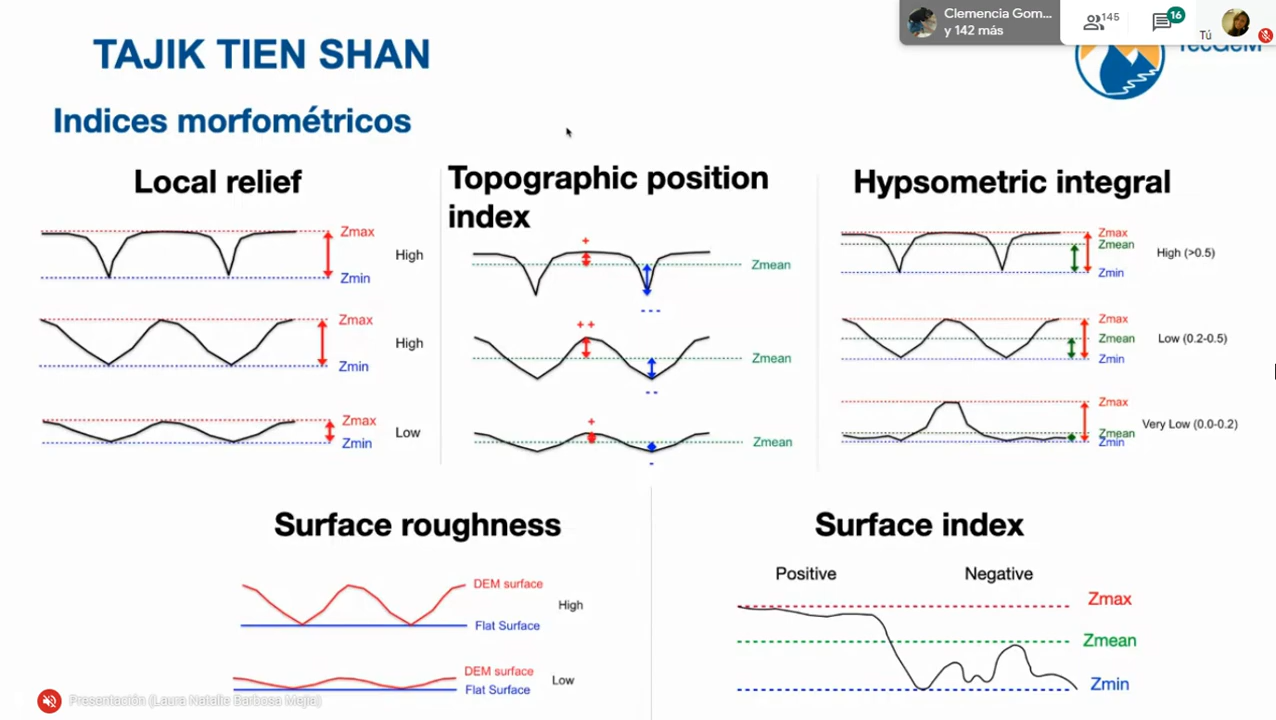 Clemencia Gom...
y 142 más
145
16
Tú
TAJIK TIEN SHAN
Indices morfométricos
Local relief
Zmax
High
Zmin
Zmax
High
Zmin
Zmax
Low
Zmin
Topographic position
index
+
Zmean
---
++
Zmean
--
+
Zmean
-
Hypsometric integral
Zmax
Zmean
High (>0.5)
Zmin
Zmax
Zmean
Low (0.2-0.5)
Zmin
Zmax
Very Low (0.0-0.2)
Zmean
Zmin
Surface roughness
DEM surface
High
Flat Surface
DEM surface
Low
Flat Surface
Surface index
Positive
Negative
Zmax
Zmean
Zmin
Presentación (Laura Natalie Barbosa Mejia)